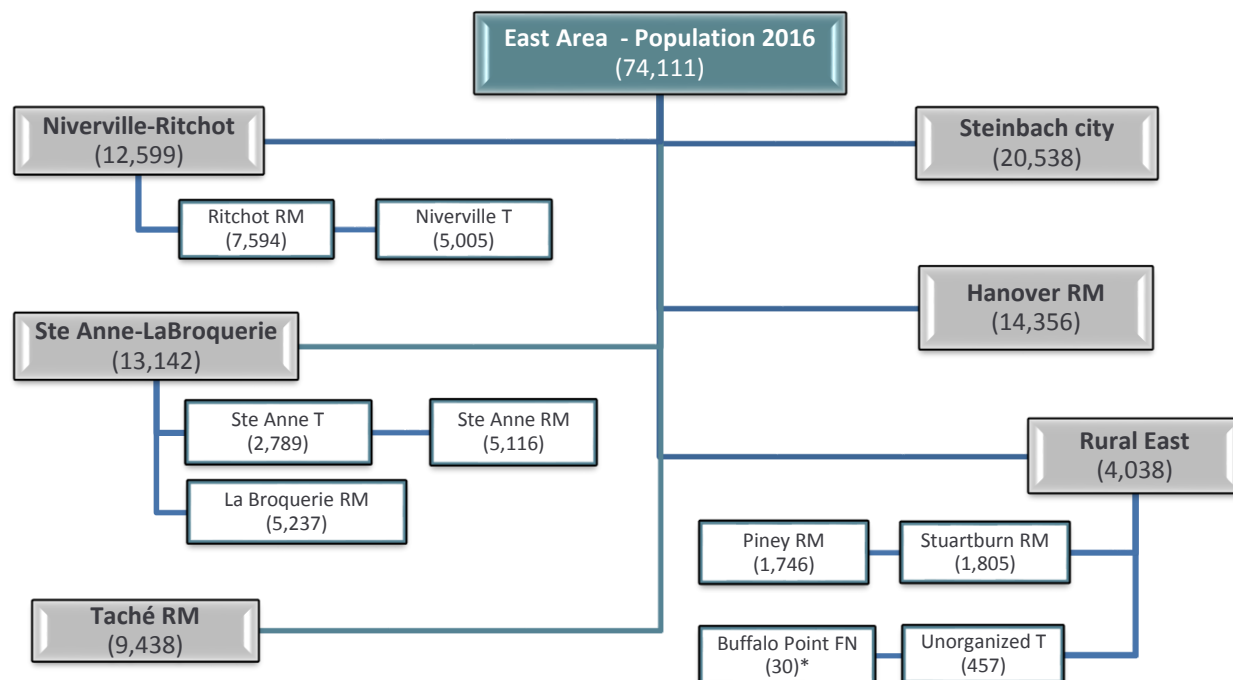 East Area - Population 2016
(74,111)
Niverville-Ritchot
(12,599)
Steinbach city
(20,538)
Ritchot RM
(7,594)
Niverville T
(5,005)
Hanover RM
(14,356)
Ste Anne-LaBroquerie
(13,142)
Ste Anne T
(2,789)
Ste Anne RM
(5,116)
La Broquerie RM
(5,237)
Rural East
(4,038)
Piney RM
(1,746)
Stuartburn RM
(1,805)
Taché RM
(9,438)
Buffalo Point FN
(30)*
Unorganized T
(457)